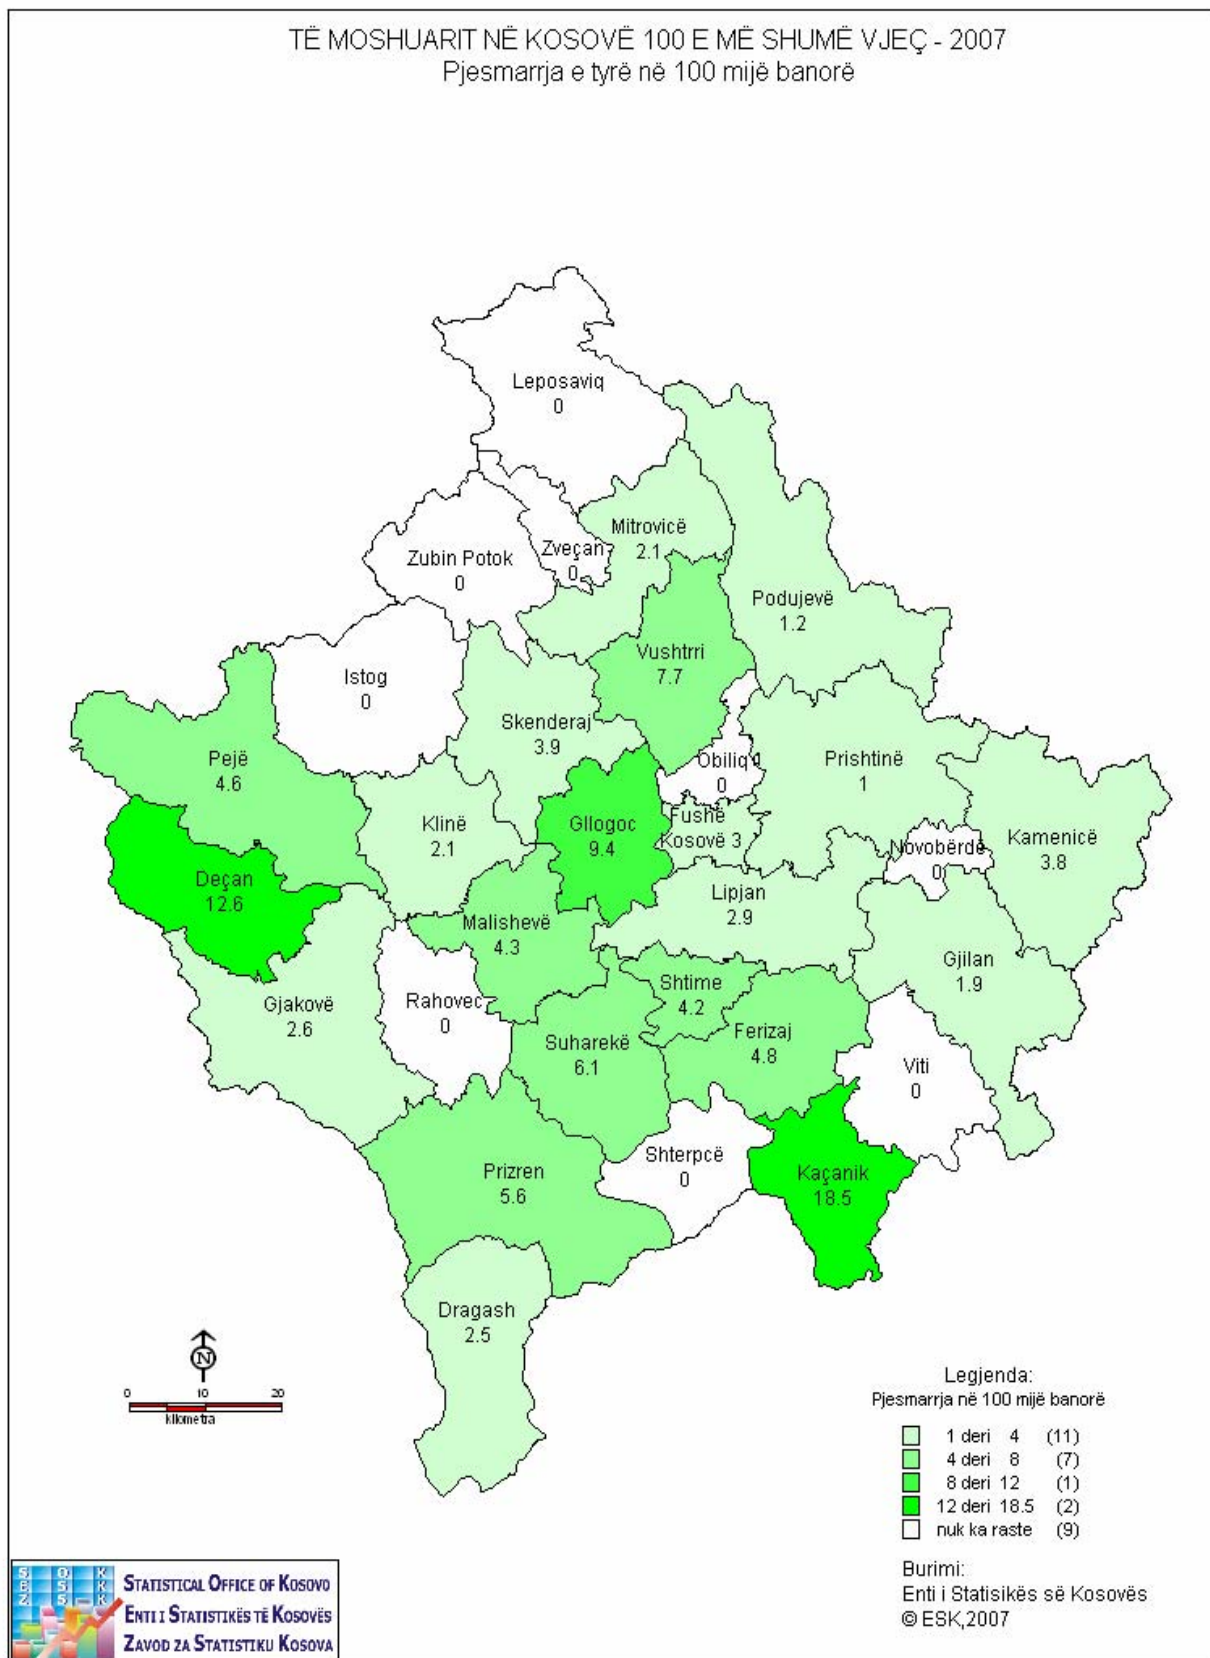 TË MOSHUARIT NË KOSOVË 100 E MË SHUMË VJEÇ - 2007
Pjesmarrja e tyrë në 100 mijë banorë
Leposaviq
0
Mitrovicë
2.1
Zveçan
0
Zubin Potok
0
Podujevë
1.2
Vushtrri
7.7
Istog
0
Skenderaj
3.9
Pejë
4.6
Obiliq 1
0
Prishtinë
1
Klinë
2.1
Gllogoc
9.4
Fushë
Kosovë 3
Kamenicë
3.8
Novobërdë
0
Deçan
12.6
Lipjan
2.9
Malishevë
4.3
Gjilan
1.9
Shtime
4.2
Gjakovë
2.6
Rahovec
0
Suharekë
6.1
Ferizaj
4.8
Viti
0
Shterpcë
0
Prizren
5.6
Kaçanik
18.5
Dragash
2.5
N
0 10 20
kilometra
Legjenda:
Pjesmarrja në 100 mijë banorë
1 deri 4 (11)
4 deri 8 (7)
8 deri 12 (1)
12 deri 18.5 (2)
nuk ka raste (9)
Burimi:
Enti i Statisikës së Kosovës
© ESK,2007
S O K
E S K
Z S K
STATISTICAL OFFICE OF KOSOVO
ENTI I STATISTIKËS TË KOSOVËS
ZAVOD ZA STATISTIKU KOSOVA